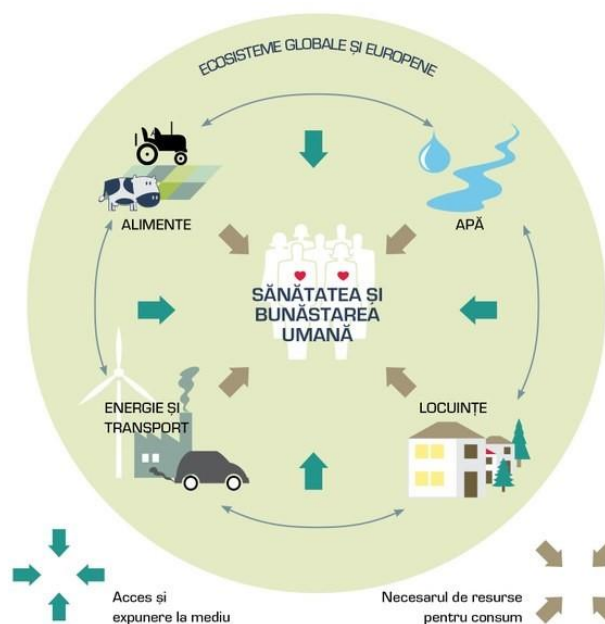 ECOSISTEME GLOBALE ȘI EUROPENE
ALIMENTE
APĂ
SĂNĂTATEA ȘI
BUNĂSTAREA
UMANĂ
ENERGIE ȘI
TRANSPORT
LOCUINȚE
Acces și
expunere la mediu
Necesarul de resurse
pentru consum